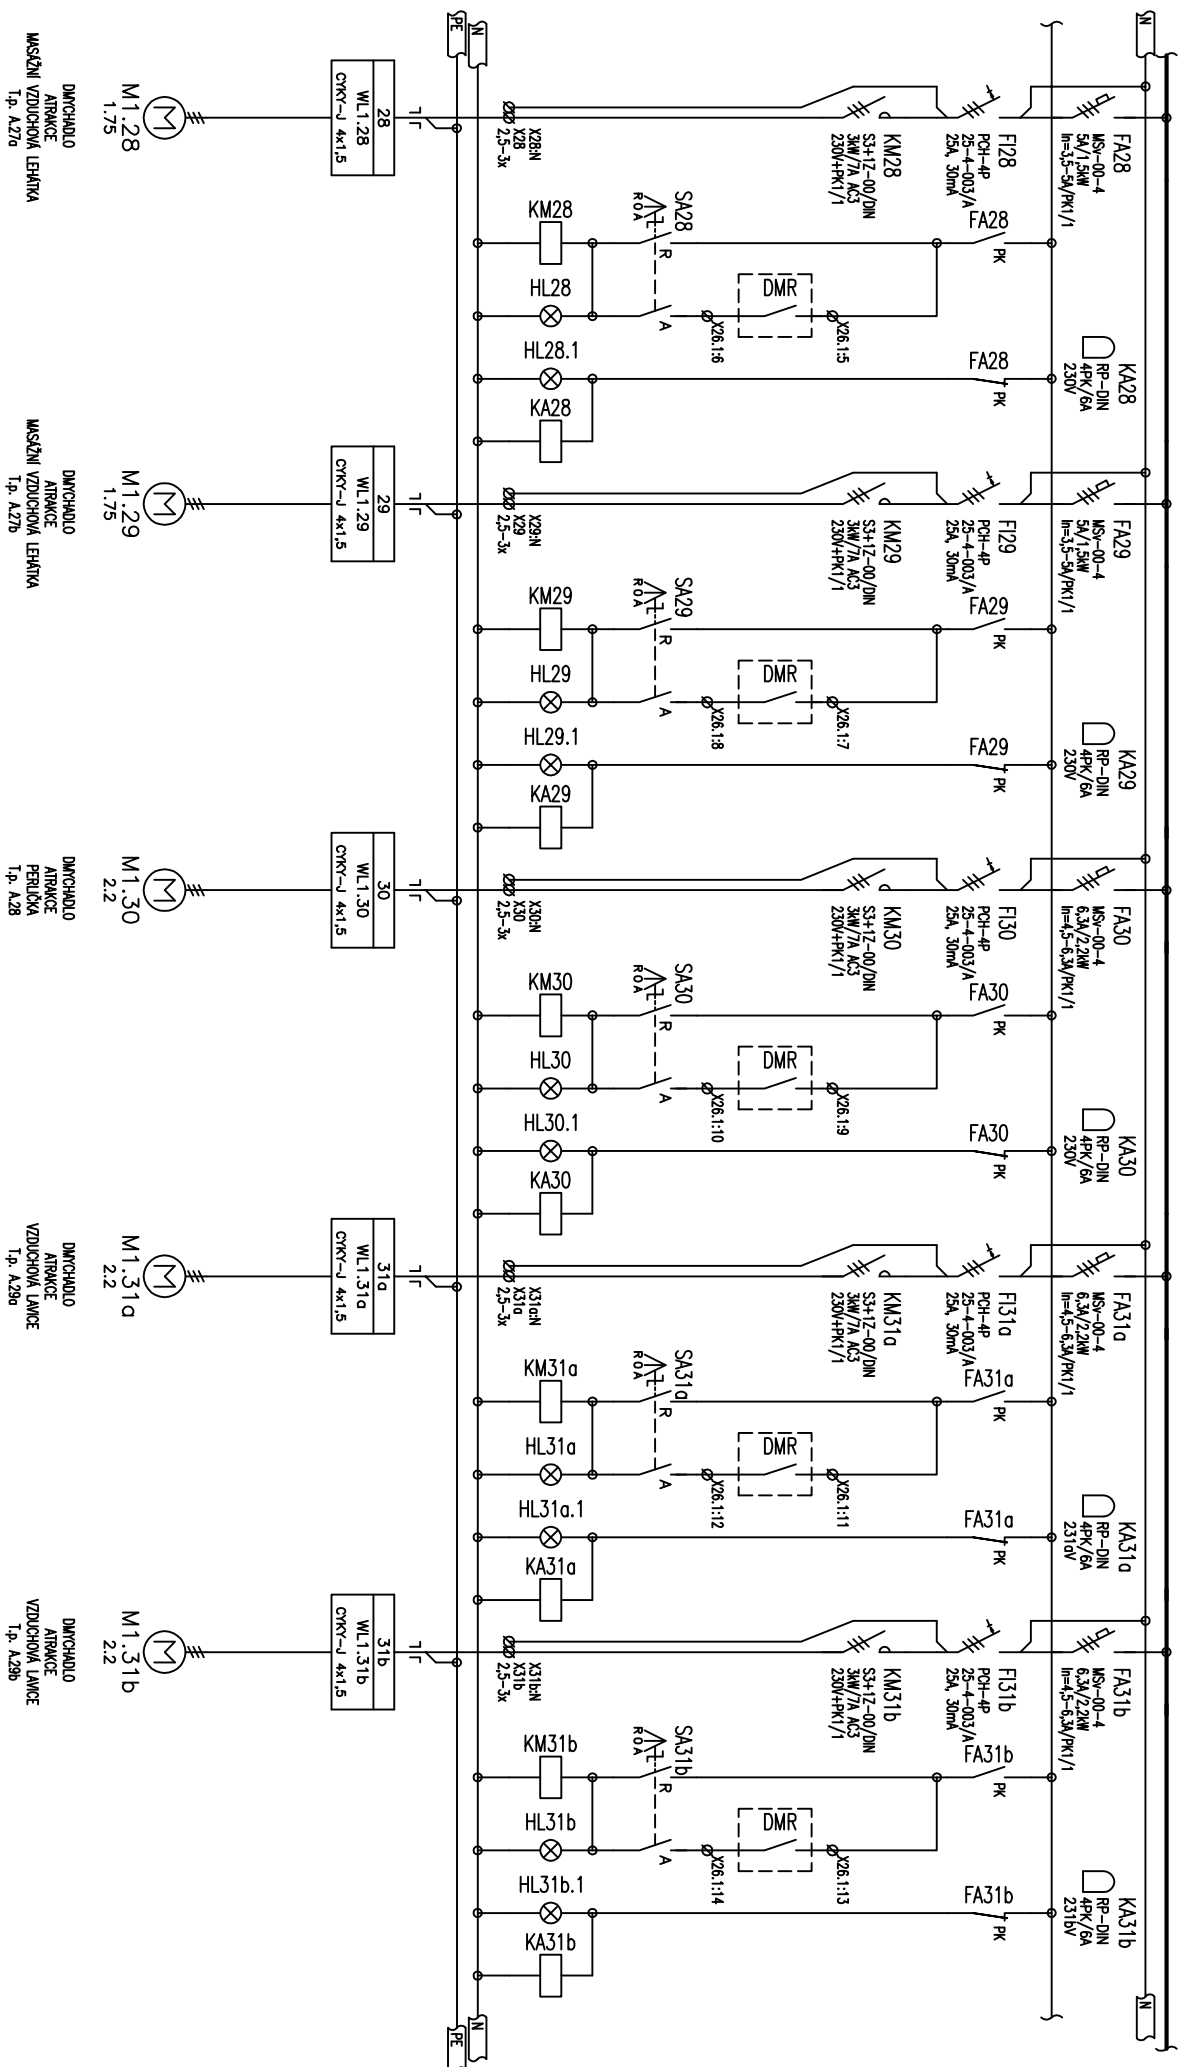 N
FA28
MSv-00-4
5A/1,5kW
In=3,5-5A/PK1/1
FI28
PCH-4P
25-4-003/A
25A, 30mA
KM28
S3+1Z-00/DIN
3kW/7A AC3
230V+PK1/1
X28:N
X28
2,5-3x
N
PE
28
WL1.28
CYKY-J 4x1,5
M
M1.28
1.75
DMYCHADLO
ATRAKCE
MASÁŽNÍ VZDUCHOVÁ LEHÁTKA
T.p. A.27a
FA28
PK
X26.1:5
DMR
X26.1:6
SA28
R O A
R
A
KM28
HL28
KA28
RP-DIN
4PK/6A
230V
FA28
PK
HL28.1
KA28
FA29
MSv-00-4
5A/1,5kW
In=3,5-5A/PK1/1
FI29
PCH-4P
25-4-003/A
25A, 30mA
KM29
S3+1Z-00/DIN
3kW/7A AC3
230V+PK1/1
X29:N
X29
2,5-3x
29
WL1.29
CYKY-J 4x1,5
M
M1.29
1.75
DMYCHADLO
ATRAKCE
MASÁŽNÍ VZDUCHOVÁ LEHÁTKA
T.p. A.27b
FA29
PK
X26.1:7
DMR
X26.1:8
SA29
R O A
R
A
KM29
HL29
KA29
RP-DIN
4PK/6A
230V
FA29
PK
HL29.1
KA29
FA30
MSv-00-4
6,3A/2,2kW
In=4,5-6,3A/PK1/1
FI30
PCH-4P
25-4-003/A
25A, 30mA
KM30
S3+1Z-00/DIN
3kW/7A AC3
230V+PK1/1
X30:N
X30
2,5-3x
30
WL1.30
CYKY-J 4x1,5
M
M1.30
2.2
DMYCHADLO
ATRAKCE
PERLIČKA
T.p. A.28
FA30
PK
X26.1:9
DMR
X26.1:10
SA30
R O A
R
A
KM30
HL30
KA30
RP-DIN
4PK/6A
230V
FA30
PK
HL30.1
KA30
FA31a
MSv-00-4
6,3A/2,2kW
In=4,5-6,3A/PK1/1
FI31a
PCH-4P
25-4-003/A
25A, 30mA
KM31a
S3+1Z-00/DIN
3kW/7A AC3
230V+PK1/1
X31a:N
X31a
2,5-3x
31a
WL1.31a
CYKY-J 4x1,5
M
M1.31a
2.2
DMYCHADLO
ATRAKCE
VZDUCHOVÁ LAVICE
T.p. A.29a
FA31a
PK
X26.1:11
DMR
X26.1:12
SA31a
R O A
R
A
KM31a
HL31a
KA31a
RP-DIN
4PK/6A
231aV
FA31a
PK
HL31a.1
KA31a
FA31b
MSv-00-4
6,3A/2,2kW
In=4,5-6,3A/PK1/1
FI31b
PCH-4P
25-4-003/A
25A, 30mA
KM31b
S3+1Z-00/DIN
3kW/7A AC3
230V+PK1/1
X31b:N
X31b
2,5-3x
31b
WL1.31b
CYKY-J 4x1,5
M
M1.31b
2.2
DMYCHADLO
ATRAKCE
VZDUCHOVÁ LAVICE
T.p. A.29b
FA31b
PK
X26.1:13
DMR
X26.1:14
SA31b
R O A
R
A
KM31b
HL31b
KA31b
RP-DIN
4PK/6A
231bV
FA31b
PK
HL31b.1
KA31b
N
N
PE